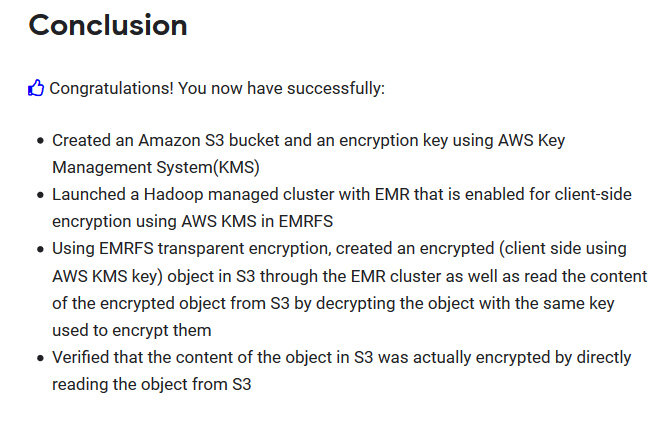 Conclusion
Congratulations! You now have successfully:
• Created an Amazon S3 bucket and an encryption key using AWS Key
Management System(KMS)
• Launched a Hadoop managed cluster with EMR that is enabled for client-side
encryption using AWS KMS in EMRFS
• Using EMRFS transparent encryption, created an encrypted (client side using
AWS KMS key) object in S3 through the EMR cluster as well as read the content
of the encrypted object from S3 by decrypting the object with the same key
used to encrypt them
• Verified that the content of the object in S3 was actually encrypted by directly
reading the object from S3